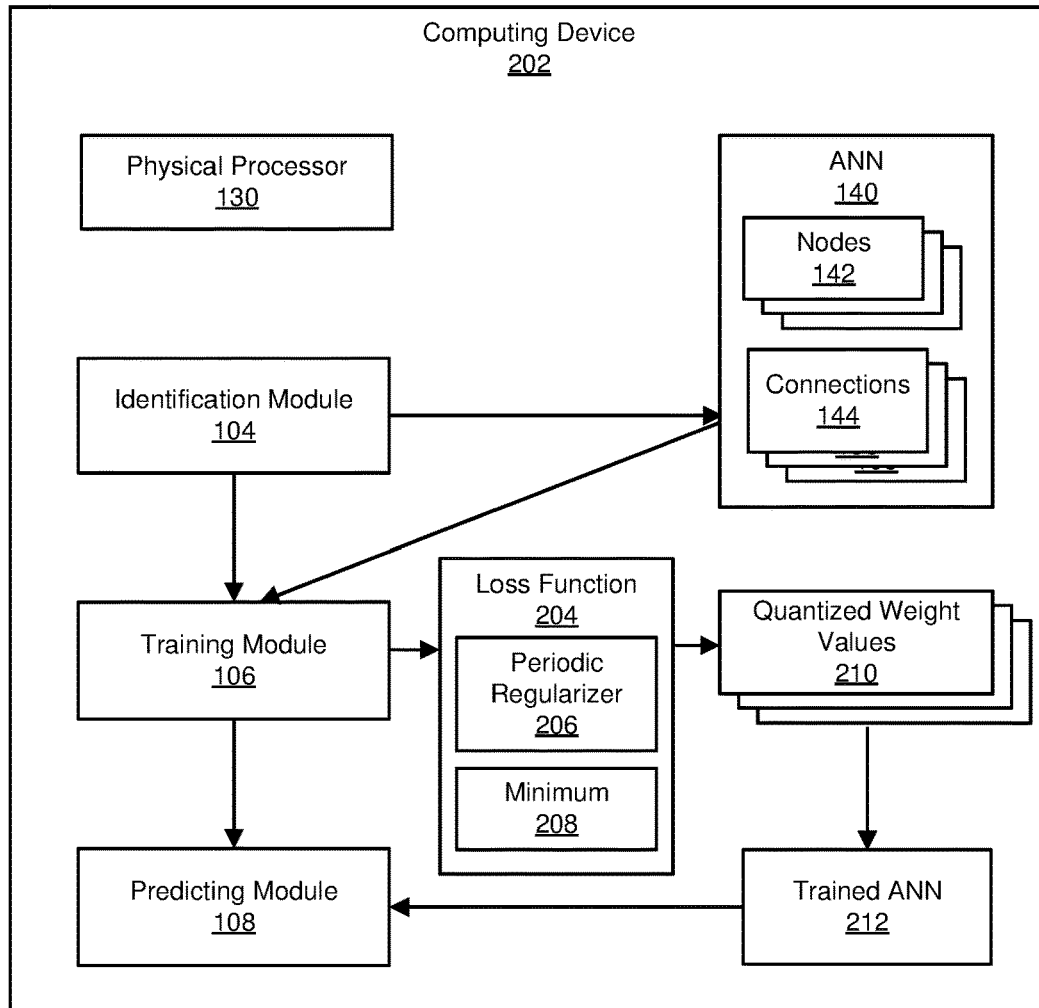 Computing Device
202
Physical Processor
130
ANN
140
Nodes
142
Connections
144
Identification Module
104
Training Module
106
Loss Function
204
Periodic
Regularizer
206
Minimum
208
Quantized Weight
Values
210
Predicting Module
108
Trained ANN
212